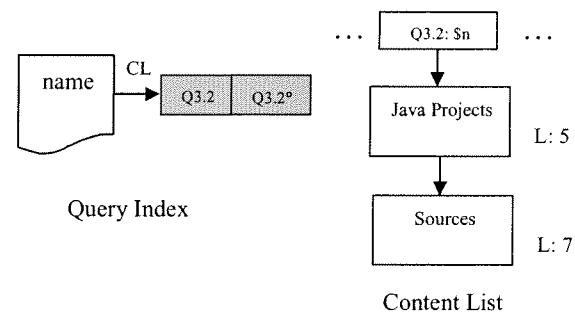 ... Q3.2: $n ...
name
CL
Q3.2 Q3.2°
Java Projects
L: 5
Sources
L: 7
Query Index
Content List